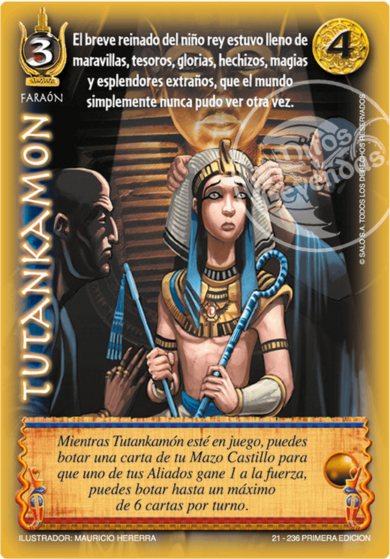 3
FARAÓN
4
El breve reinado del niño rey estuvo lleno de
maravillas, tesoros, glorias, hechizos, magias
y esplendores extraños, que el mundo
simplemente nunca pudo ver otra vez.
TUTANKAMON
mitos
y Leyendas
© SALO S. A. TODOS LOS DERECHOS RESERVADOS
Mientras Tutankamón esté en juego, puedes
botar una carta de tu Mazo Castillo para
que uno de tus Aliados gane 1 a la fuerza,
puedes botar hasta un máximo
de 6 cartas por turno.
ILUSTRADOR: MAURICIO HERERRA
21 - 236 PRIMERA EDICION